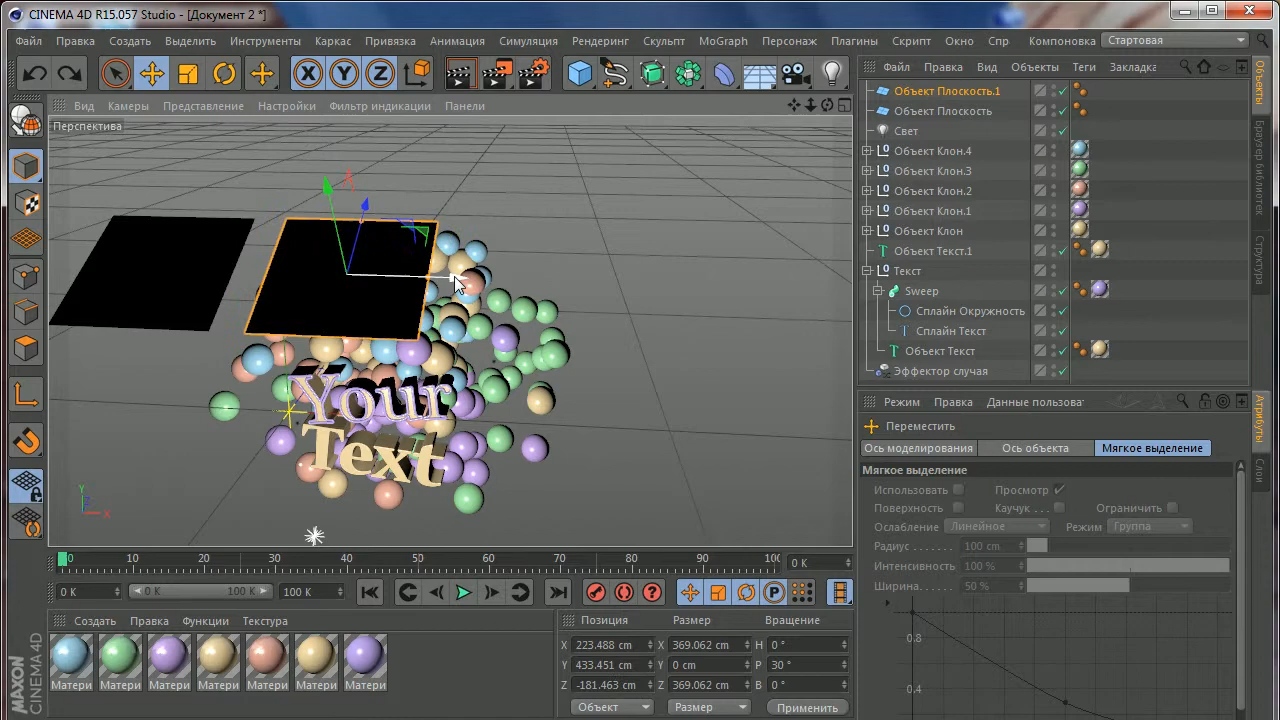 CINEMA 4D R15.057 Studio - [Документ 2 *]
Файл Правка Создать Выделить Инструменты Каркас Привязка Анимация Симуляция Рендеринг Скульпт MoGraph Персонаж Плагины Скрипт Окно Спр Компоновка Стартовая
X Y Z
Файл Правка Вид Объекты Теги Закладка
Вид Камеры Представление Настройки Фильтр индикации Панели
Перспектива
Объект Плоскость.1
Объект Плоскость
Свет
Объект Клон.4
Объект Клон.3
Объект Клон.2
Объект Клон.1
Объект Клон
Объект Текст.1
Текст
Sweep
Сплайн Окружность
Сплайн Текст
Объект Текст
Эффектор случая
Объекты
Браузер библиотек
Структура
Your
Text
Y
Z
X
Режим Правка Данные пользова
Переместить
Ось моделирования Ось объекта Мягкое выделение
Мягкое выделение
Использовать Просмотр
Поверхность Каучук . . . Ограничить
Ослабление Линейное Режим Группа
Радиус . . . . . . . 100 cm
Интенсивность 100 %
Ширина . . . . . . 50 %
0.8
0.4
Атрибуты
Слои
0 10 20 30 40 50 60 70 80 90 100 0 K
0 K 0 K 100 K 100 K
P
Создать Правка Функции Текстура
Матери Матери Матери Матери Матери Матери Матери
Позиция Размер Вращение
X 223.488 cm X 369.062 cm H 0 °
Y 433.451 cm Y 0 cm P 30 °
Z -181.463 cm Z 369.062 cm B 0 °
Объект Размер Применить
MAXON
CINEMA 4D